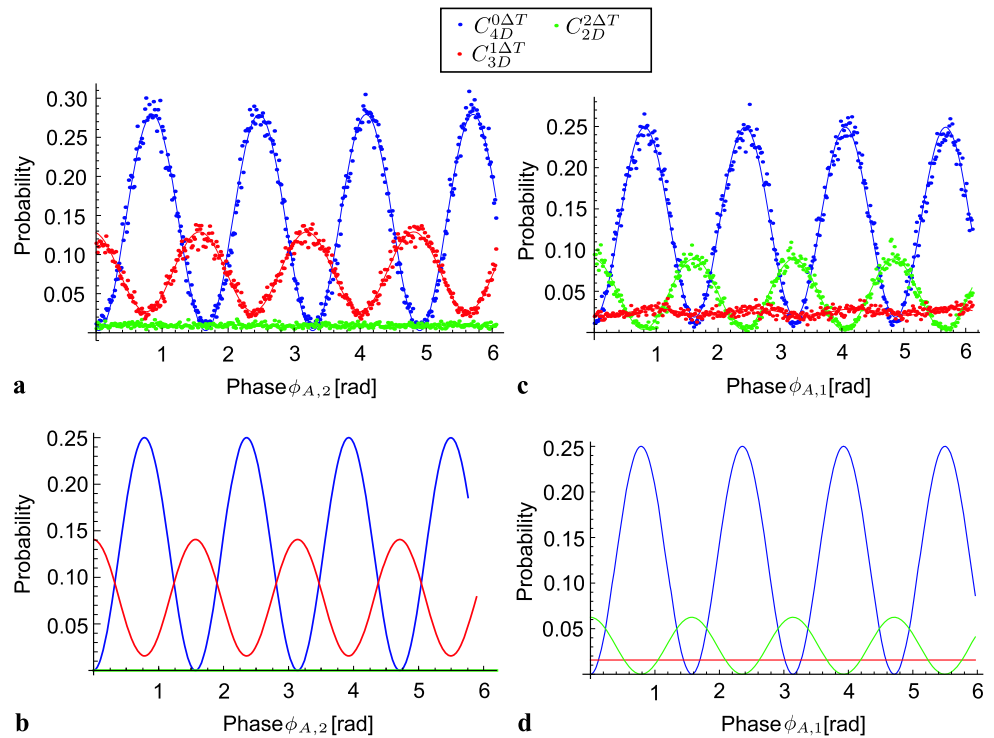 C_{4D}^{0ΔT} C_{2D}^{2ΔT}
C_{3D}^{1ΔT}
Probability
0.30
0.25
0.20
0.15
0.10
0.05
1 2 3 4 5 6
a Phase ϕ_{A,2} [rad]
Probability
0.25
0.20
0.15
0.10
0.05
1 2 3 4 5 6
c Phase ϕ_{A,1} [rad]
Probability
0.25
0.20
0.15
0.10
0.05
1 2 3 4 5 6
b Phase ϕ_{A,2} [rad]
Probability
0.25
0.20
0.15
0.10
0.05
1 2 3 4 5 6
d Phase ϕ_{A,1} [rad]